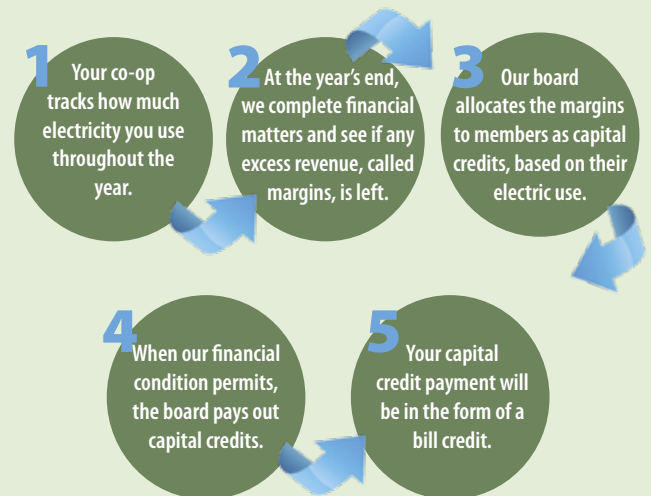 1
Your co-op
tracks how much
electricity you use
throughout the
year.
2
At the year's end,
we complete financial
matters and see if any
excess revenue, called
margins, is left.
3
Our board
allocates the margins
to members as capital
credits, based on their
electric use.
4
When our financial
condition permits,
the board pays out
capital credits.
5
Your capital
credit payment will
be in the form of a
bill credit.